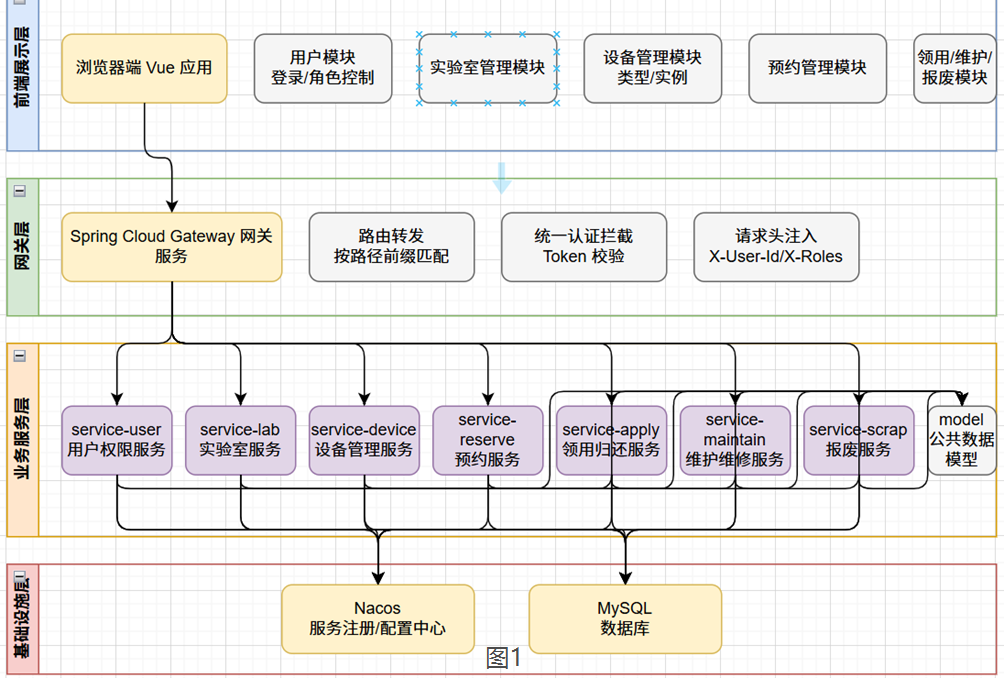 前端展示层
浏览器端 Vue 应用
用户模块
登录/角色控制
实验室管理模块
设备管理模块
类型/实例
预约管理模块
领用/维护/
报废模块
网关层
Spring Cloud Gateway 网关
服务
路由转发
按路径前缀匹配
统一认证拦截
Token 校验
请求头注入
X-User-Id/X-Roles
业务服务层
service-user
用户权限服务
service-lab
实验室服务
service-device
设备管理服务
service-
reserve
预约服务
service-apply
领用归还服务
service-
maintain
维护维修服务
service-scrap
报废服务
model
公共数据
模型
基础设施层
Nacos
服务注册/配置中心
MySQL
数据库
图1